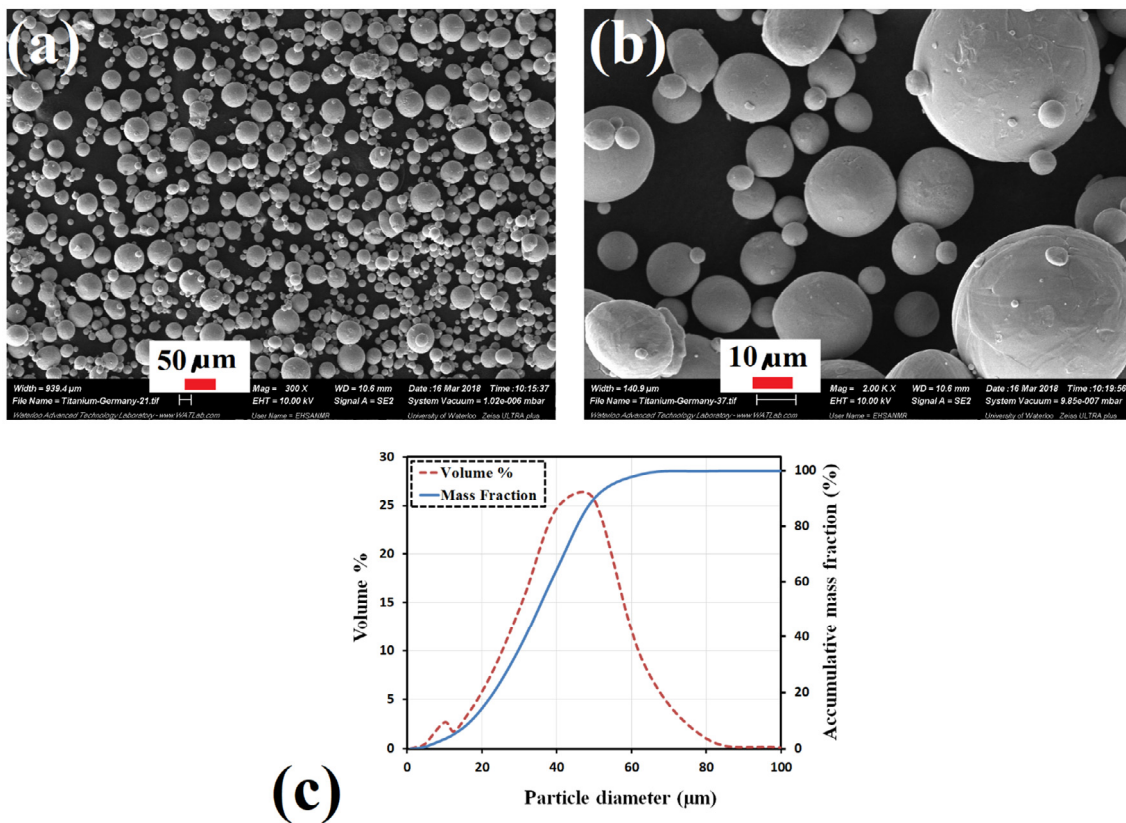 (a)
50 µm
Width = 939.4 µm
Mag = 300 X
WD = 10.6 mm
Date :16 Mar 2018
Time :10:15:37
File Name = Titanium-Germany-21.tif
EHT = 10.00 kV
Signal A = SE2
System Vacuum = 1.02e-006 mbar
Waterloo Advanced Technology Laboratory - www.WATLab.com
User Name = EHSANMR
University of Waterloo Zeiss ULTRA plus
(b)
10 µm
Width = 140.9 µm
Mag = 2.00 K X
WD = 10.6 mm
Date :16 Mar 2018
Time :10:19:56
File Name = Titanium-Germany-37.tif
EHT = 10.00 kV
Signal A = SE2
System Vacuum = 9.85e-007 mbar
Waterloo Advanced Technology Laboratory - www.WATLab.com
User Name = EHSANMR
University of Waterloo Zeiss ULTRA plus
Volume %
Mass Fraction
30
25
20
15
10
5
0
Volume %
100
80
60
40
20
0
Accumulative mass fraction (%)
0 20 40 60 80 100
Particle diameter (µm)
(c)